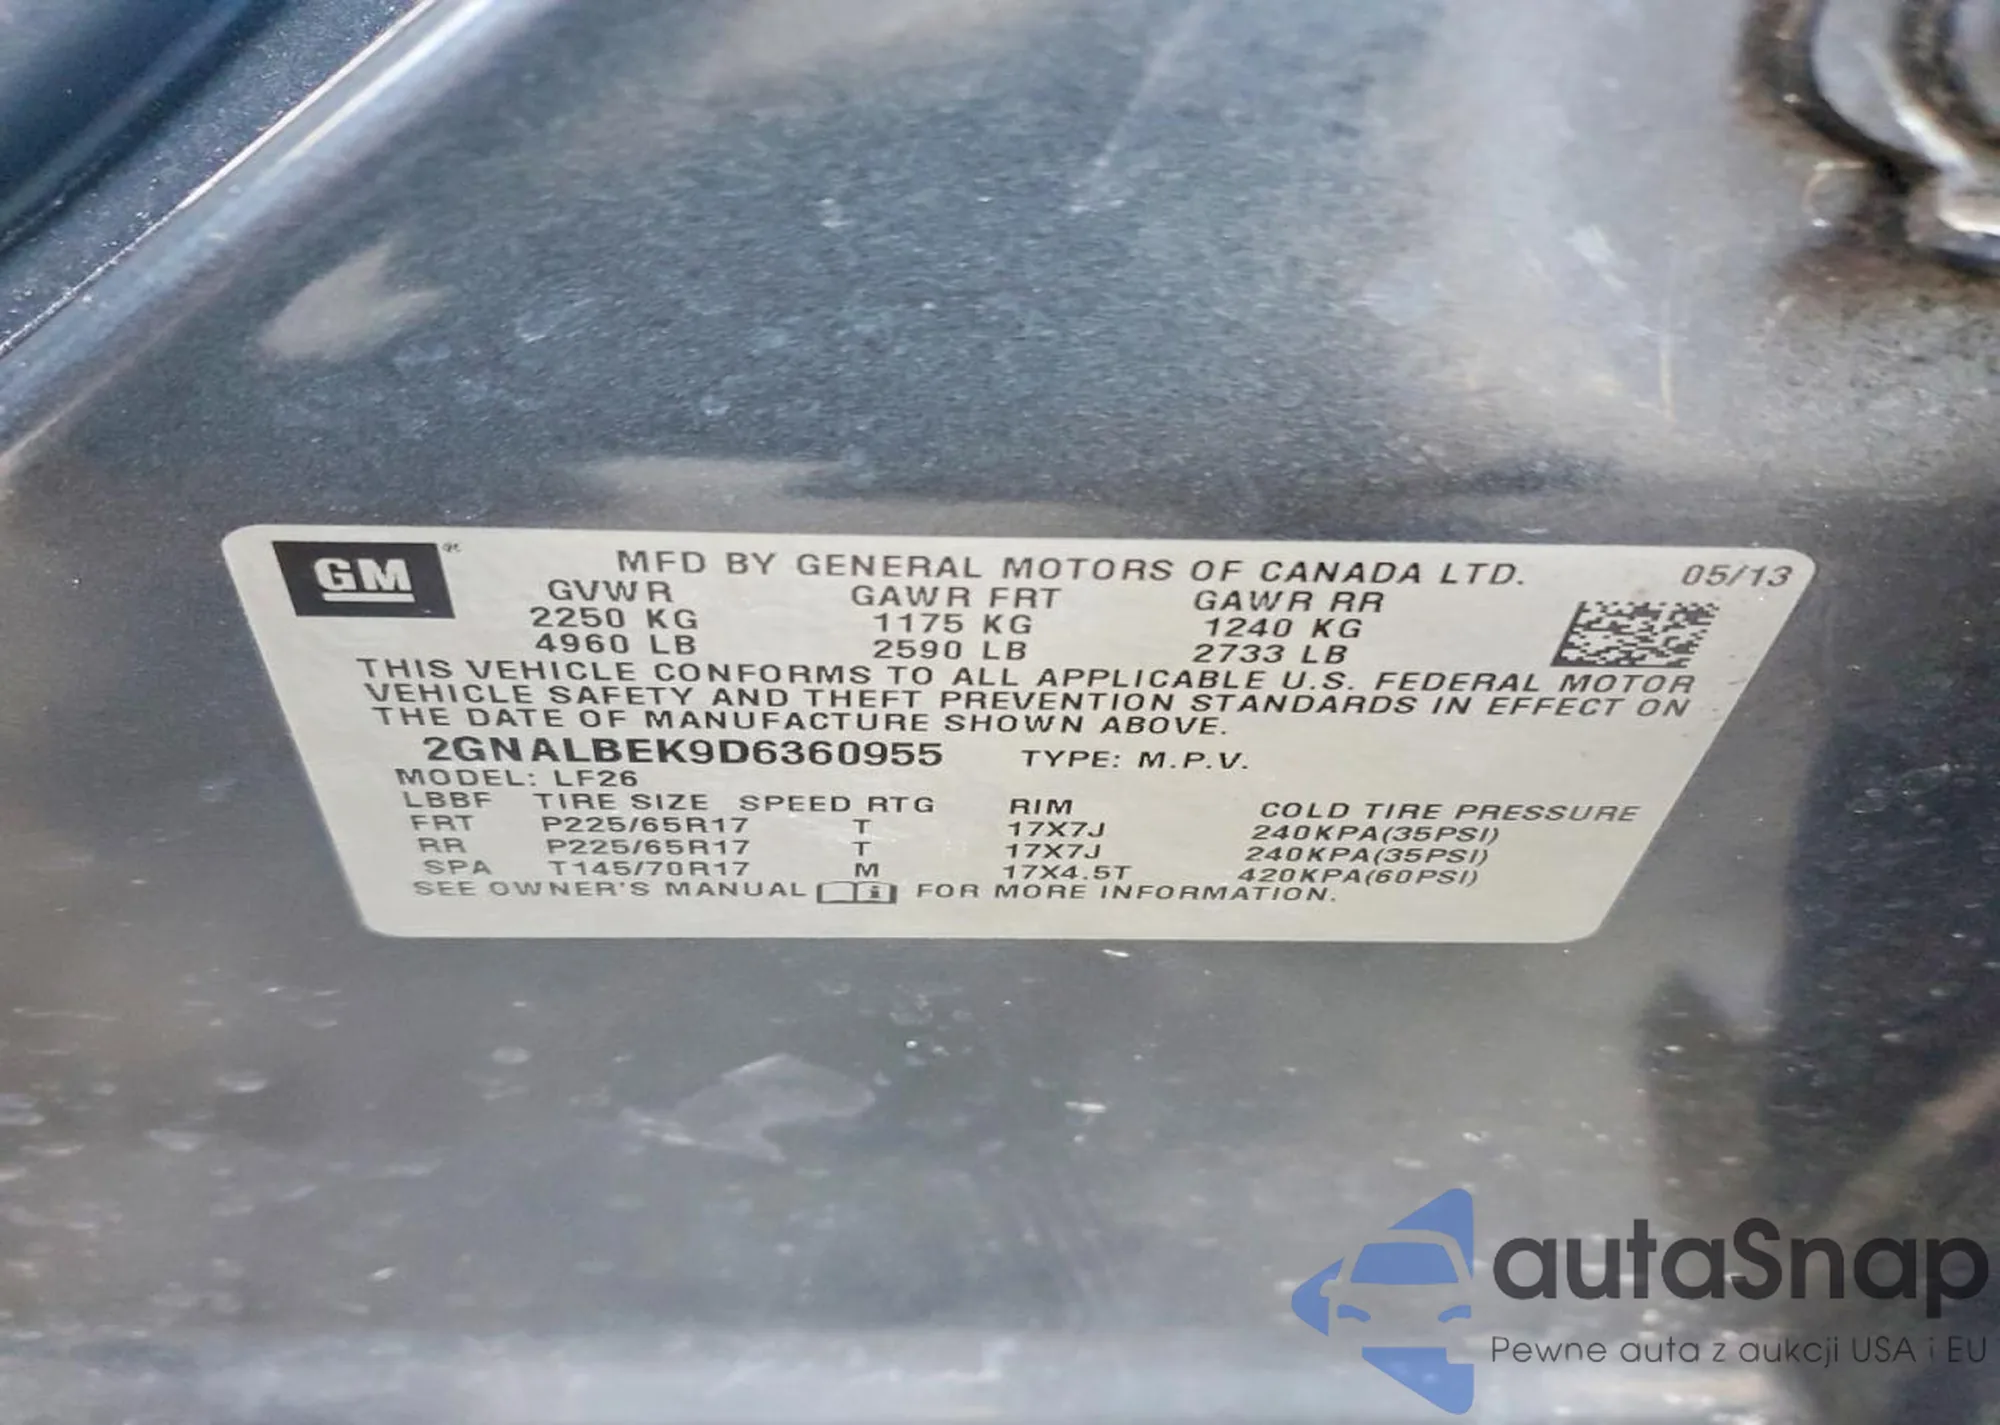 GM
MFD BY GENERAL MOTORS OF CANADA LTD. 05/13
GVWR GAWR FRT GAWR RR
2250 KG 1175 KG 1240 KG
4960 LB 2590 LB 2733 LB
THIS VEHICLE CONFORMS TO ALL APPLICABLE U.S. FEDERAL MOTOR
VEHICLE SAFETY AND THEFT PREVENTION STANDARDS IN EFFECT ON
THE DATE OF MANUFACTURE SHOWN ABOVE.
2GNALBEK9D6360955 TYPE: M.P.V.
MODEL: LF26
LBBF TIRE SIZE SPEED RTG RIM COLD TIRE PRESSURE
FRT P225/65R17 T 17X7J 240KPA(35PSI)
RR P225/65R17 T 17X7J 240KPA(35PSI)
SPA T145/70R17 M 17X4.5T 420KPA(60PSI)
SEE OWNER'S MANUAL FOR MORE INFORMATION.
autaSnap
Pewne auta z aukcji USA i EU